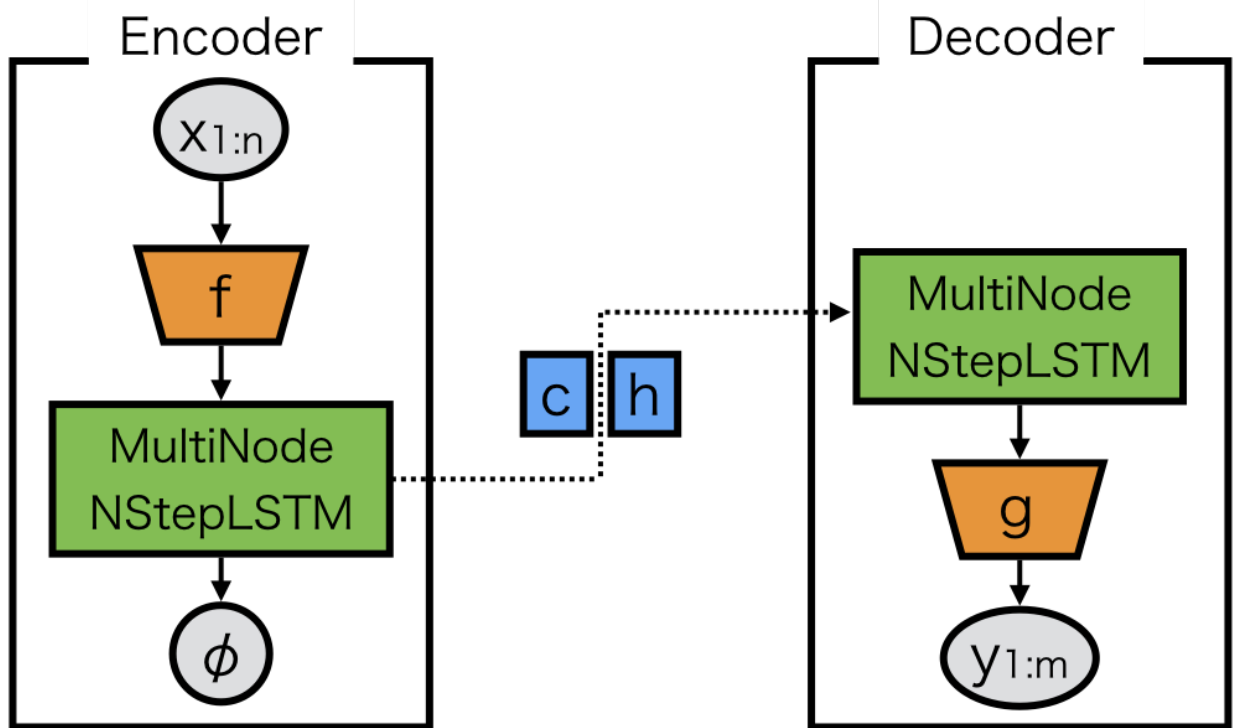 Encoder
x1:n
f
MultiNode
NStepLSTM
ϕ
c
h
Decoder
MultiNode
NStepLSTM
g
y1:m